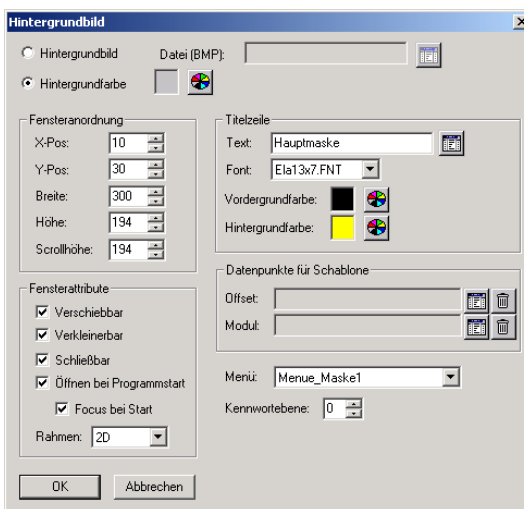 Hintergrundbild
Hintergrundbild Datei (BMP):
Hintergrundfarbe
Fensteranordnung
X-Pos: 10
Y-Pos: 30
Breite: 300
Höhe: 194
Scrollhöhe: 194
Titelzeile
Text: Hauptmaske
Font: Ela13x7.FNT
Vordergrundfarbe:
Hintergrundfarbe:
Fensterattribute
Verschiebbar
Verkleinerbar
Schließbar
Öffnen bei Programmstart
Focus bei Start
Rahmen: 2D
Datenpunkte für Schablone
Offset:
Modul:
Menü: Menue_Maske1
Kennwortebene: 0
OK Abbrechen